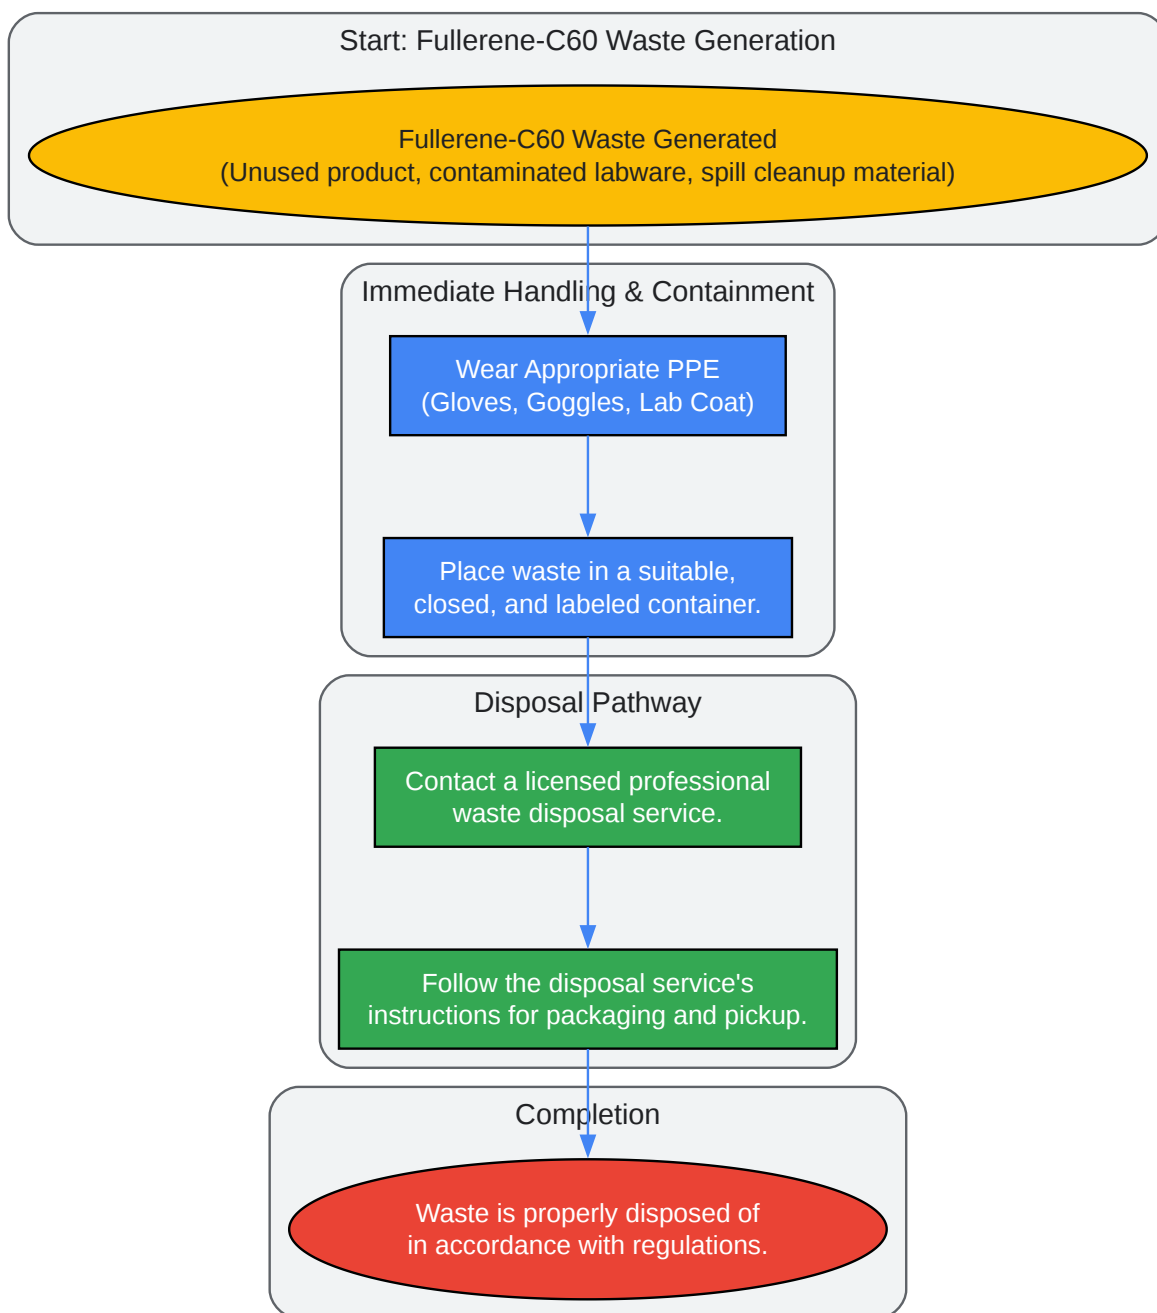 Start: Fullerene-C60 Waste Generation
Fullerene-C60 Waste Generated
(Unused product, contaminated labware, spill cleanup material)
Immediate Handling & Containment
Wear Appropriate PPE
(Gloves, Goggles, Lab Coat)
Place waste in a suitable,
closed, and labeled container.
Disposal Pathway
Contact a licensed professional
waste disposal service.
Follow the disposal service's
instructions for packaging and pickup.
Completion
Waste is properly disposed of
in accordance with regulations.